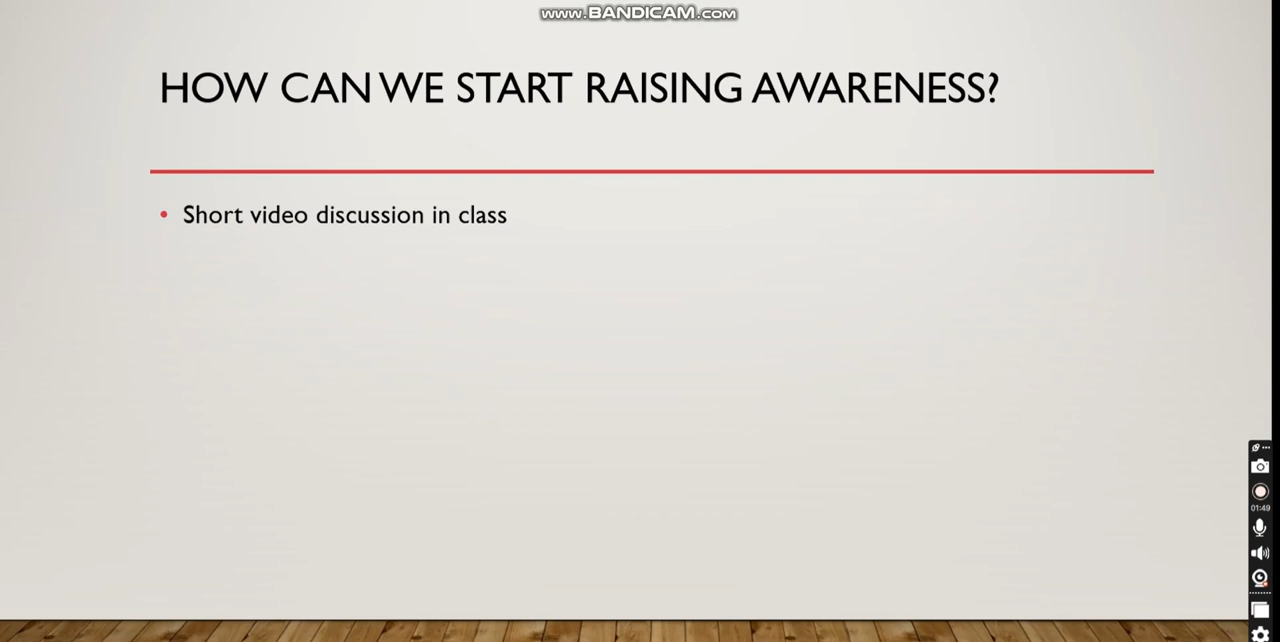 www.BANDICAM.com
HOW CAN WE START RAISING AWARENESS?
• Short video discussion in class
01:49